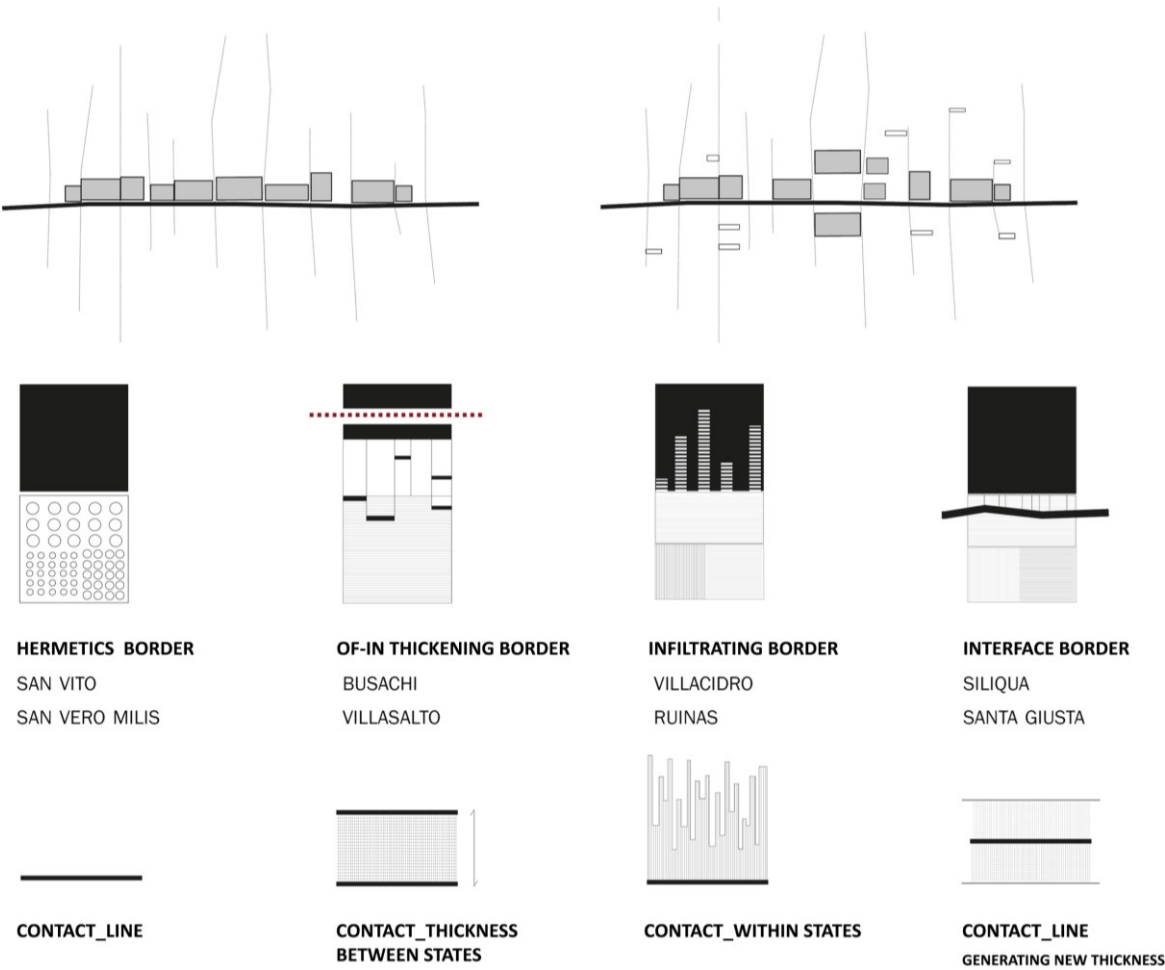 HERMETICS BORDER
SAN VITO
SAN VERO MILIS
OF-IN THICKENING BORDER
BUSACHI
VILLASALTO
INFILTRATING BORDER
VILLACIDRO
RUINAS
INTERFACE BORDER
SILIQUA
SANTA GIUSTA
CONTACT_LINE
CONTACT_THICKNESS
BETWEEN STATES
CONTACT_WITHIN STATES
CONTACT_LINE
GENERATING NEW THICKNESS